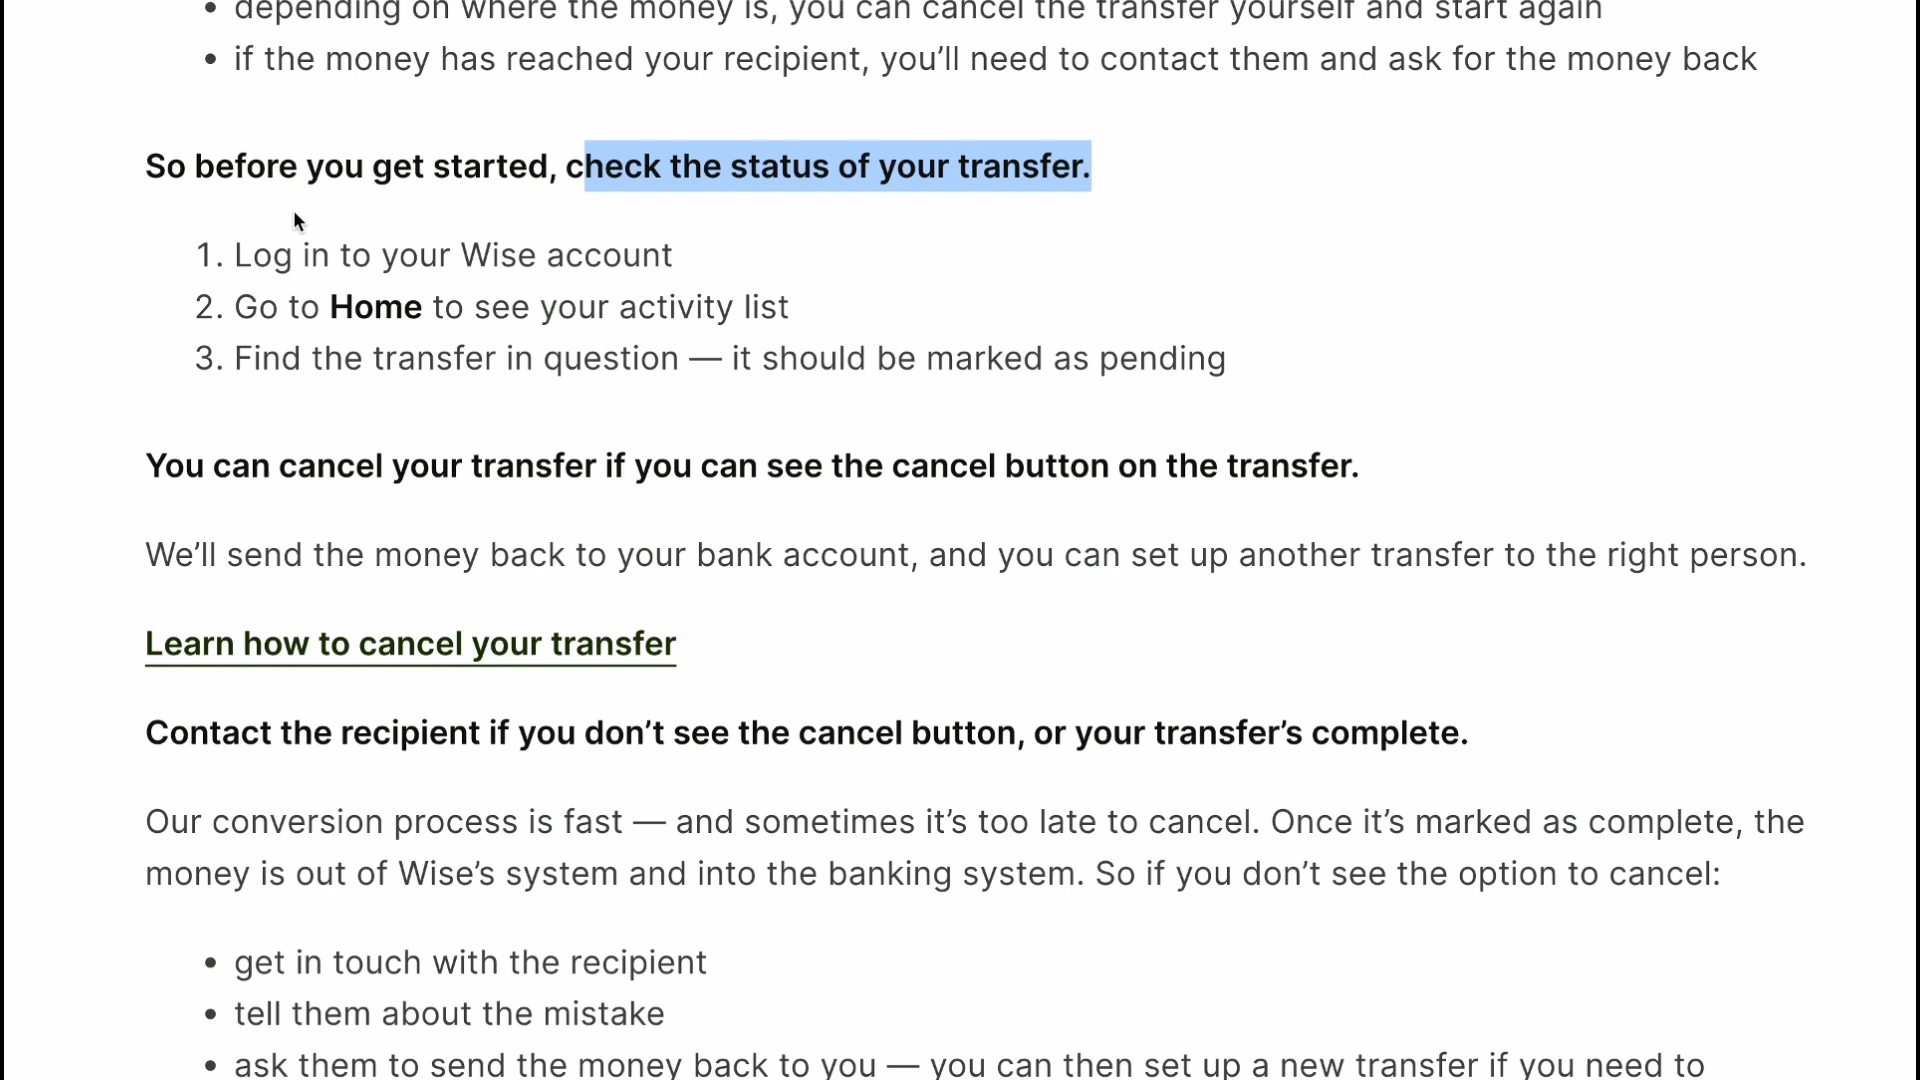 • depending on where the money is, you can cancel the transfer yourself and start again
• if the money has reached your recipient, you’ll need to contact them and ask for the money back
So before you get started, check the status of your transfer.
1. Log in to your Wise account
2. Go to Home to see your activity list
3. Find the transfer in question — it should be marked as pending
You can cancel your transfer if you can see the cancel button on the transfer.
We’ll send the money back to your bank account, and you can set up another transfer to the right person.
Learn how to cancel your transfer
Contact the recipient if you don’t see the cancel button, or your transfer’s complete.
Our conversion process is fast — and sometimes it’s too late to cancel. Once it’s marked as complete, the
money is out of Wise’s system and into the banking system. So if you don’t see the option to cancel:
• get in touch with the recipient
• tell them about the mistake
• ask them to send the money back to you — you can then set up a new transfer if you need to